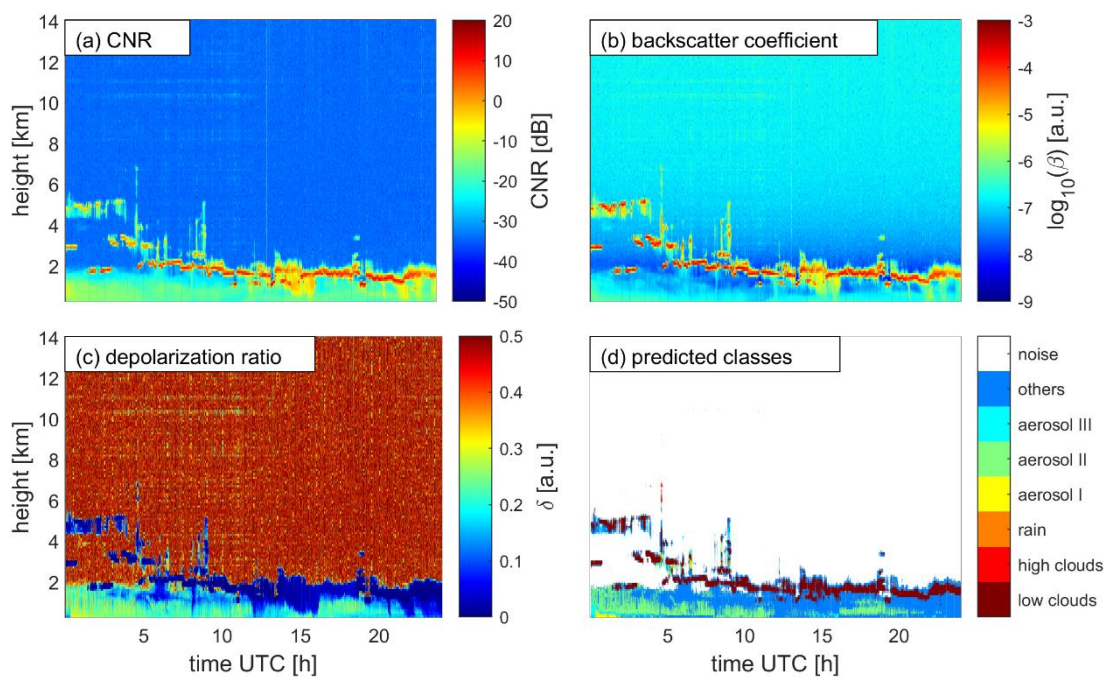 (a) CNR
14
12
10
8
6
4
2
height [km]
20
10
0
-10
-20
-30
-40
-50
CNR [dB]
(b) backscatter coefficient
-3
-4
-5
-6
-7
-8
-9
log10(β) [a.u.]
(c) depolarization ratio
14
12
10
8
6
4
2
height [km]
5
10
15
20
time UTC [h]
0.5
0.4
0.3
0.2
0.1
0
δ [a.u.]
(d) predicted classes
5
10
15
20
time UTC [h]
noise
others
aerosol III
aerosol II
aerosol I
rain
high clouds
low clouds